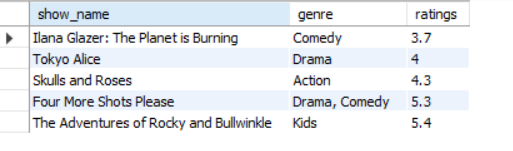 show_name genre ratings
Ilana Glazer: The Planet is Burning Comedy 3.7
Tokyo Alice Drama 4
Skulls and Roses Action 4.3
Four More Shots Please Drama, Comedy 5.3
The Adventures of Rocky and Bullwinkle Kids 5.4